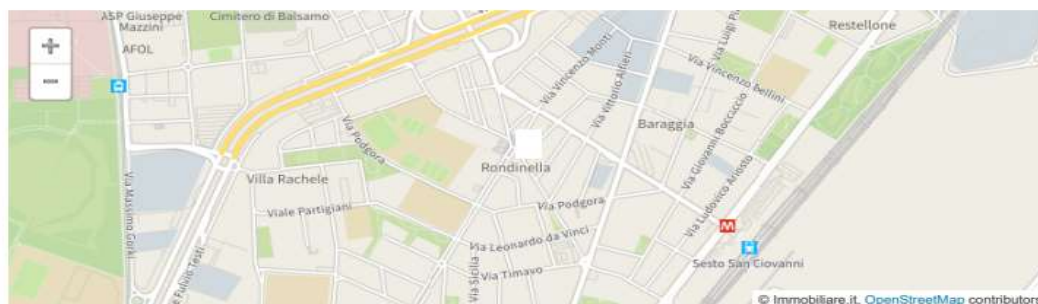 ASP Giuseppe
Mazzini
Cimitero di Balsamo
AFOL
Restellone
Via Vincenzo Monti
Via Vittorio Alfieri
Via Luigi
Via Vincenzo Bellini
Baraggia
Via Giovanni Boccaccio
Via Podgora
Rondinella
Villa Rachele
Via Massimo Gorki
Viale Partigiani
Via Podgora
Via Ludovico Ariosto
M
Via Leonardo da Vinci
Via Sicilia
Via Timavo
Sesto San Giovanni
e Fulvio Testi
© Immobiliare.it, OpenStreetMap contributors